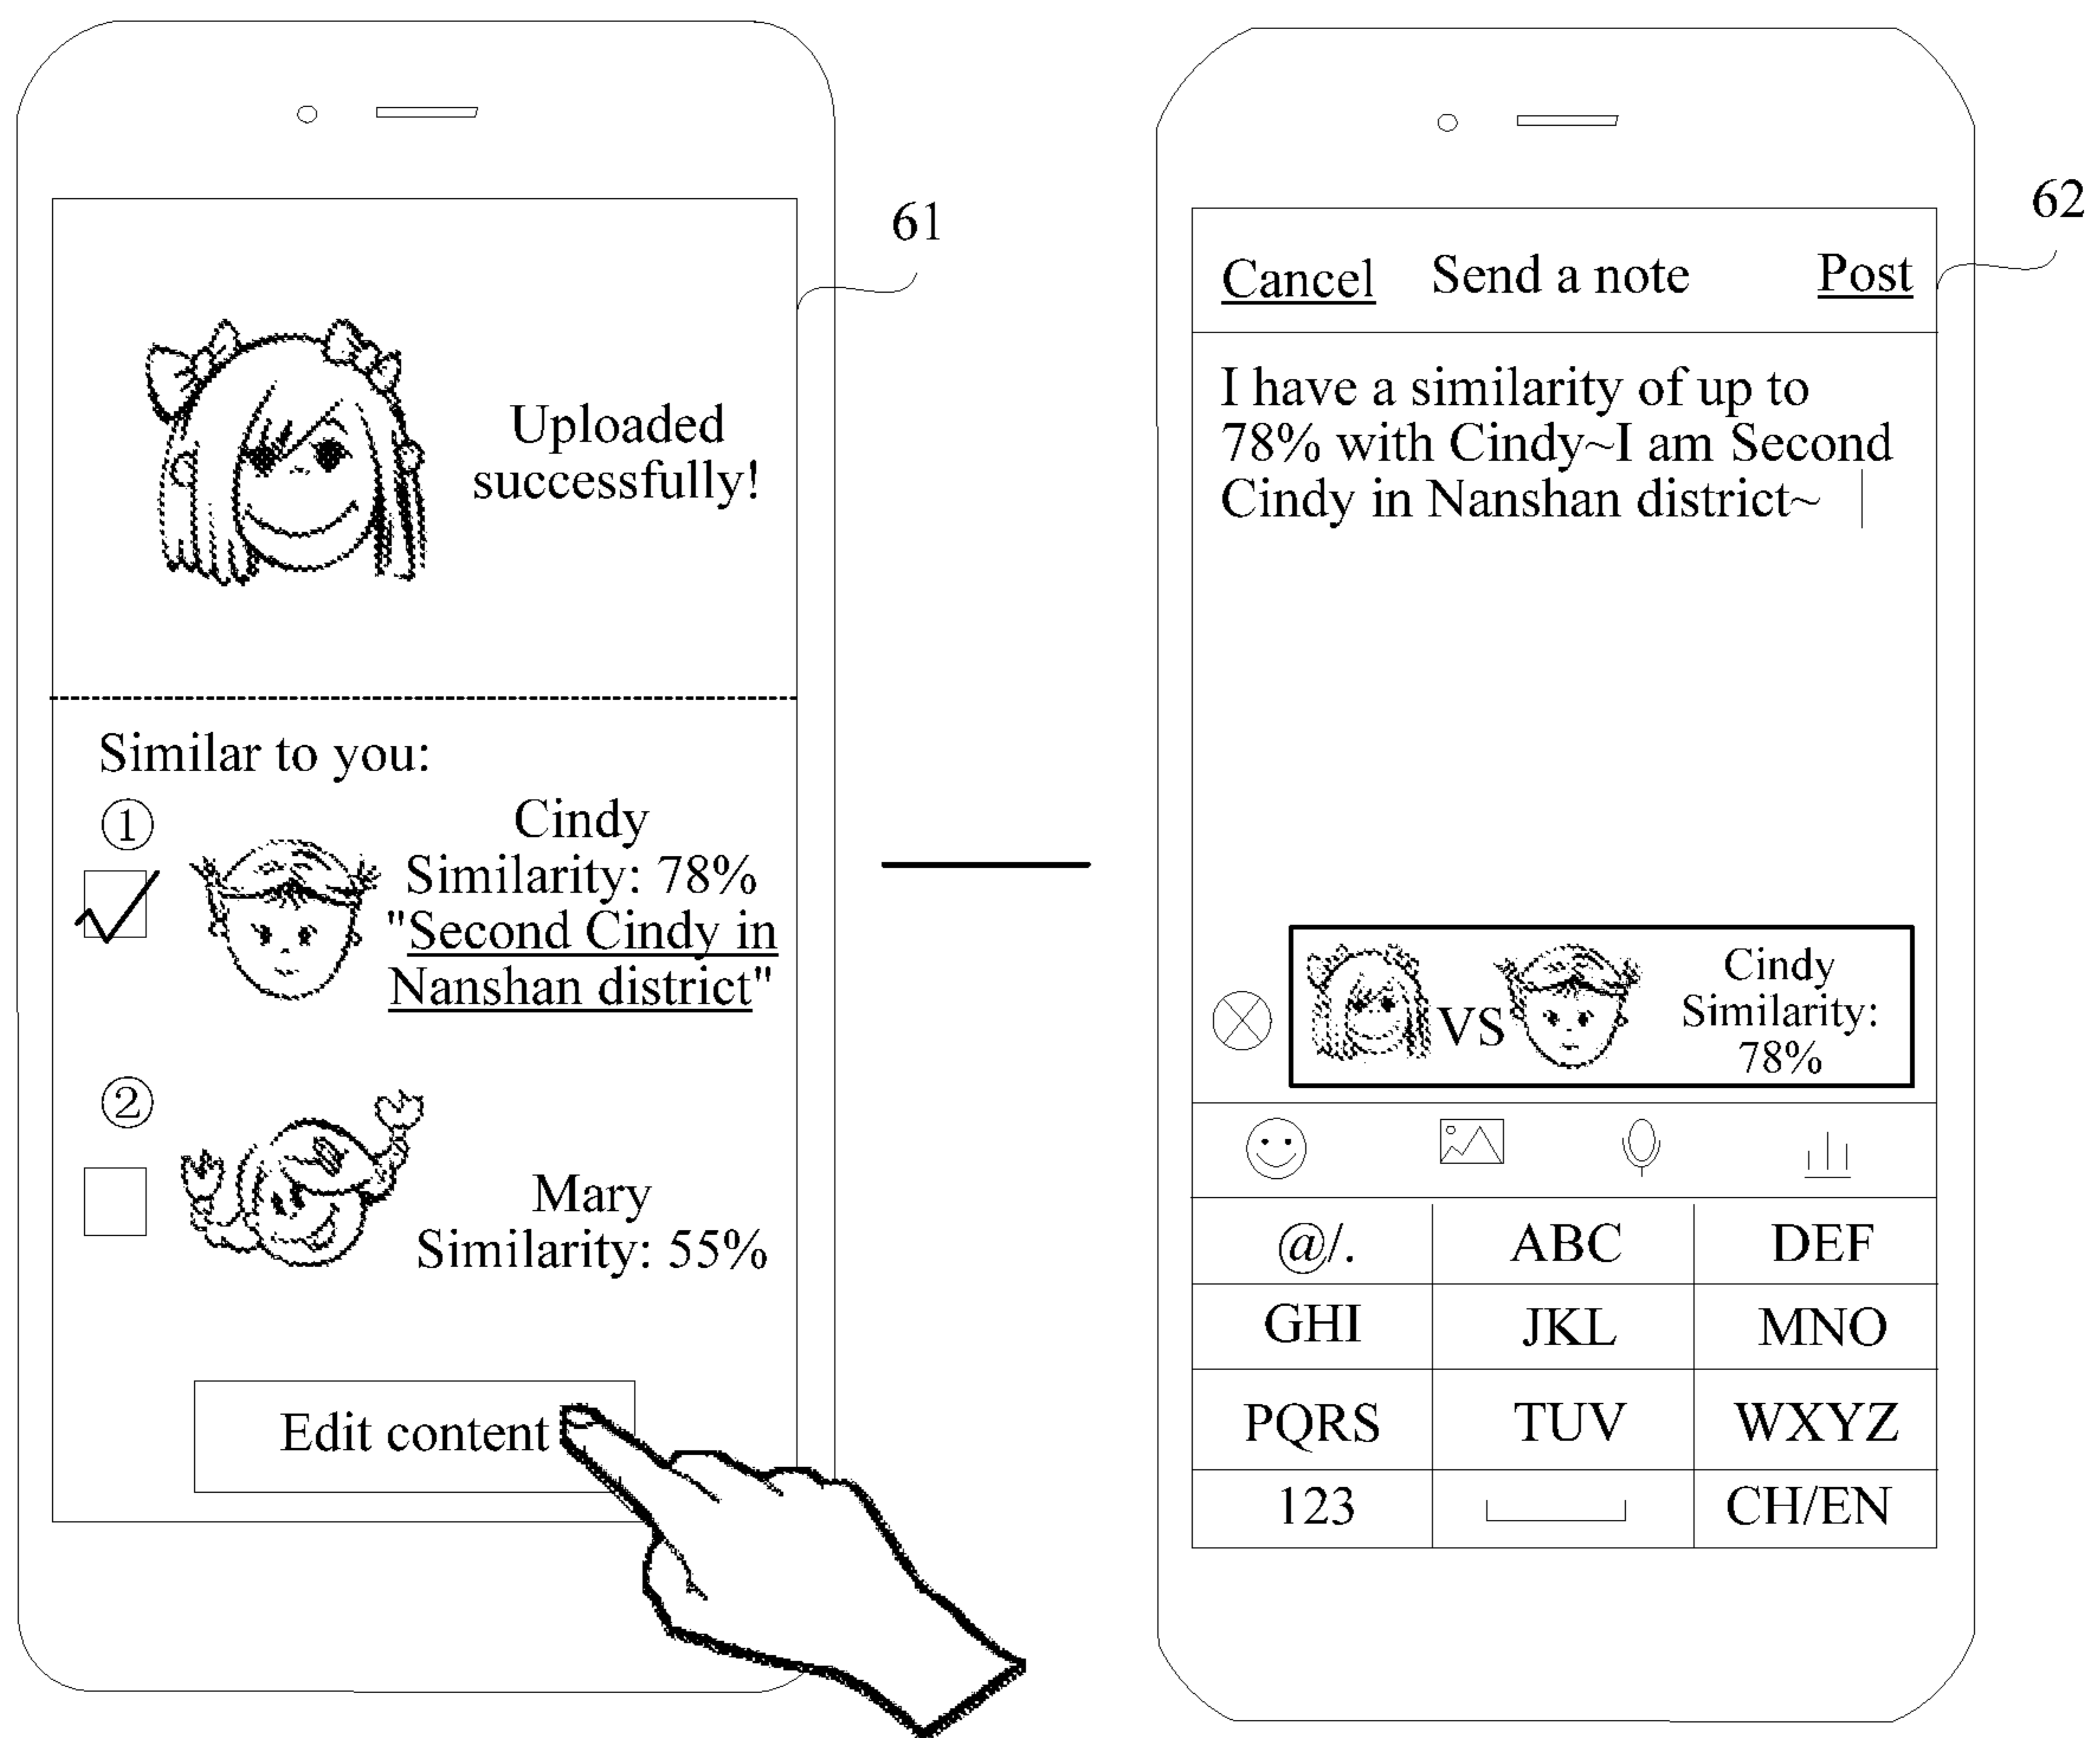 61
Uploaded
successfully!
Similar to you:
①
Cindy
Similarity: 78%
"Second Cindy in
Nanshan district"
②
Mary
Similarity: 55%
Edit content
62
Cancel Send a note Post
I have a similarity of up to
78% with Cindy~I am Second
Cindy in Nanshan district~
VS
Cindy
Similarity:
78%
@/. ABC DEF
GHI JKL MNO
PQRS TUV WXYZ
123 CH/EN